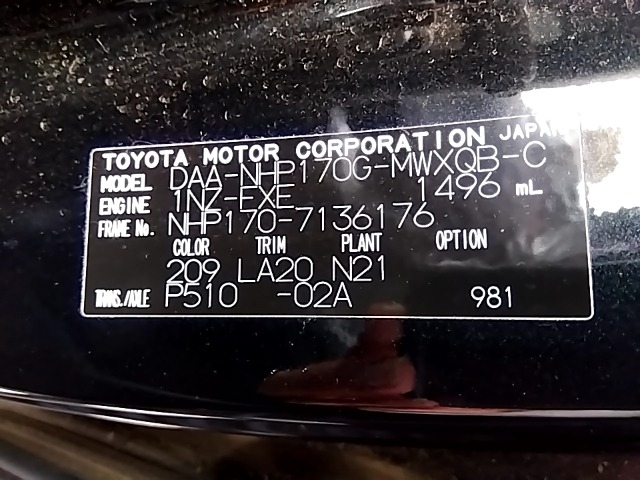 TOYOTA MOTOR CORPORATION JAPAN
MODEL DAA-NHP170G-MWXQB-C
ENGINE 1NZ-FXE 1496 mL
FRAME No. NHP170-7136176
COLOR TRIM PLANT OPTION
209 LA20 N21
TRANS./AXLE P510 -02A 981